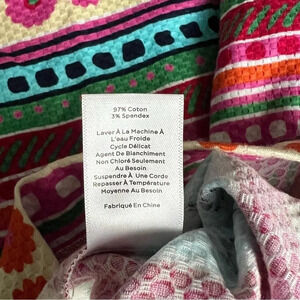 97% Coton
3% Spandex
Laver À La Machine À
L'eau Froide
Cycle Délicat
Agent De Blanchiment
Non Chloré Seulement
Au Besoin
Suspendre À Une Corde
Repasser À Température
Moyenne Au Besoin
Fabriqué En Chine